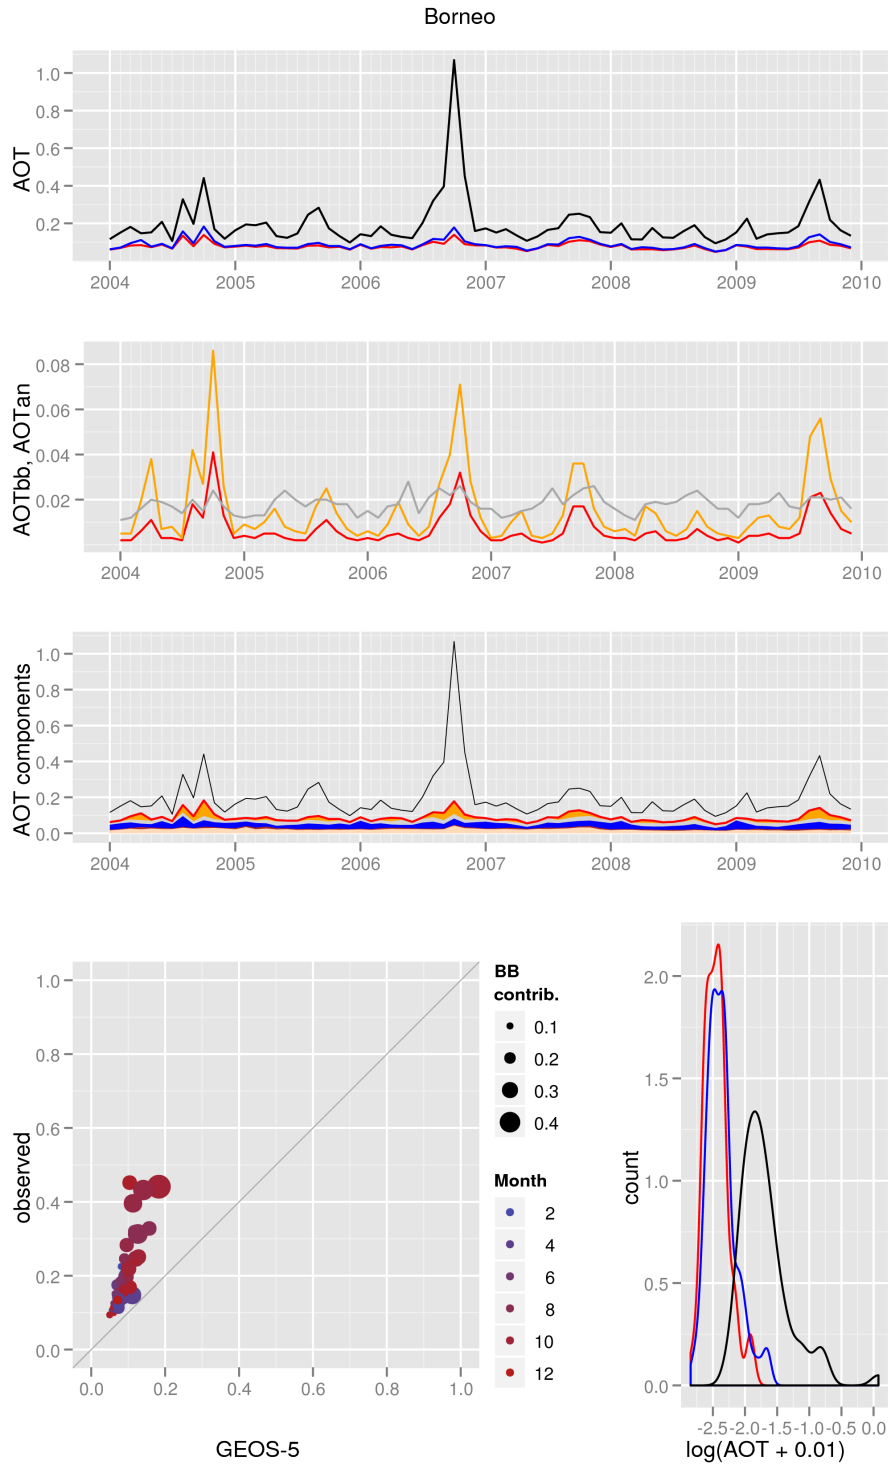 Borneo
AOT
1.0
0.8
0.6
0.4
0.2
2004 2005 2006 2007 2008 2009 2010
AOTbb, AOTan
0.08
0.06
0.04
0.02
2004 2005 2006 2007 2008 2009 2010
AOT components
1.0
0.8
0.6
0.4
0.2
0.0
2004 2005 2006 2007 2008 2009 2010
observed
1.0
0.8
0.6
0.4
0.2
0.0
0.0 0.2 0.4 0.6 0.8 1.0
GEOS-5
BB
contrib.
0.1
0.2
0.3
0.4
Month
2
4
6
8
10
12
count
2.0
1.5
1.0
0.5
0.0
-2.5 -2.0 -1.5 -1.0 -0.5 0.0
log(AOT + 0.01)